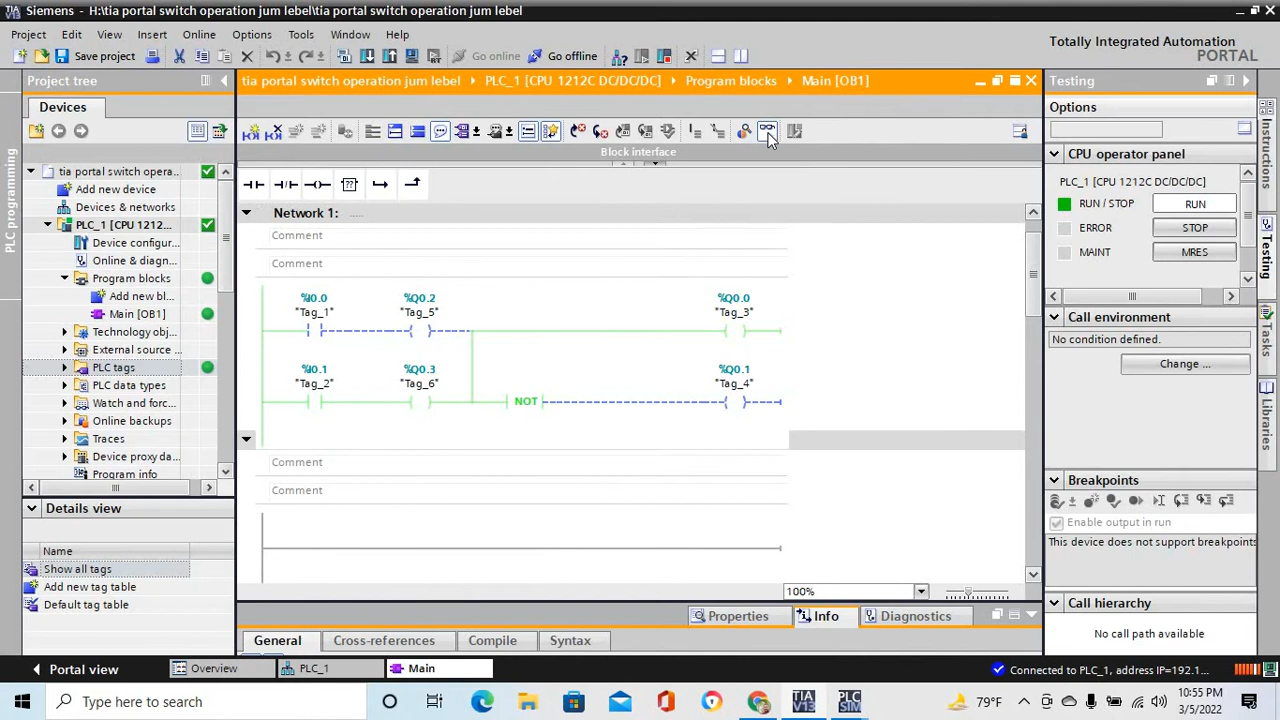 Siemens - H:\tia portal switch operation jum lebel\tia portal switch operation jum lebel
Project Edit View Insert Online Options Tools Window Help
Totally Integrated Automation
PORTAL
Save project
Go online
Go offline
Project tree
tia portal switch operation jum lebel
PLC_1 [CPU 1212C DC/DC/DC]
Program blocks
Main [OB1]
Testing
Devices
Options
PLC programming
Block interface
tia portal switch opera...
Add new device
Devices & networks
PLC_1 [CPU 1212...
Device configur...
Online & diagn...
Program blocks
Add new bl...
Main [OB1]
Technology obj...
External source ...
PLC tags
PLC data types
Watch and forc...
Online backups
Traces
Device proxy da...
Program info
Details view
Name
Show all tags
Add new tag table
Default tag table
??
Network 1: .....
Comment
Comment
%I0.0
"Tag_1"
%Q0.2
"Tag_5"
%Q0.0
"Tag_3"
%I0.1
"Tag_2"
%Q0.3
"Tag_6"
NOT
%Q0.1
"Tag_4"
Comment
Comment
100%
Properties
Info
Diagnostics
General
Cross-references
Compile
Syntax
CPU operator panel
PLC_1 [CPU 1212C DC/DC/DC]
RUN / STOP
RUN
ERROR
STOP
MAINT
MRES
Call environment
No condition defined.
Change ...
Breakpoints
Enable output in run
This device does not support breakpoints
Call hierarchy
No call path available
Instructions
Testing
Tasks
Libraries
Portal view
Overview
PLC_1
Main
Connected to PLC_1, address IP=192.1...
Type here to search
TIA
V13
PLC
SIM
79°F
10:55 PM
3/5/2022